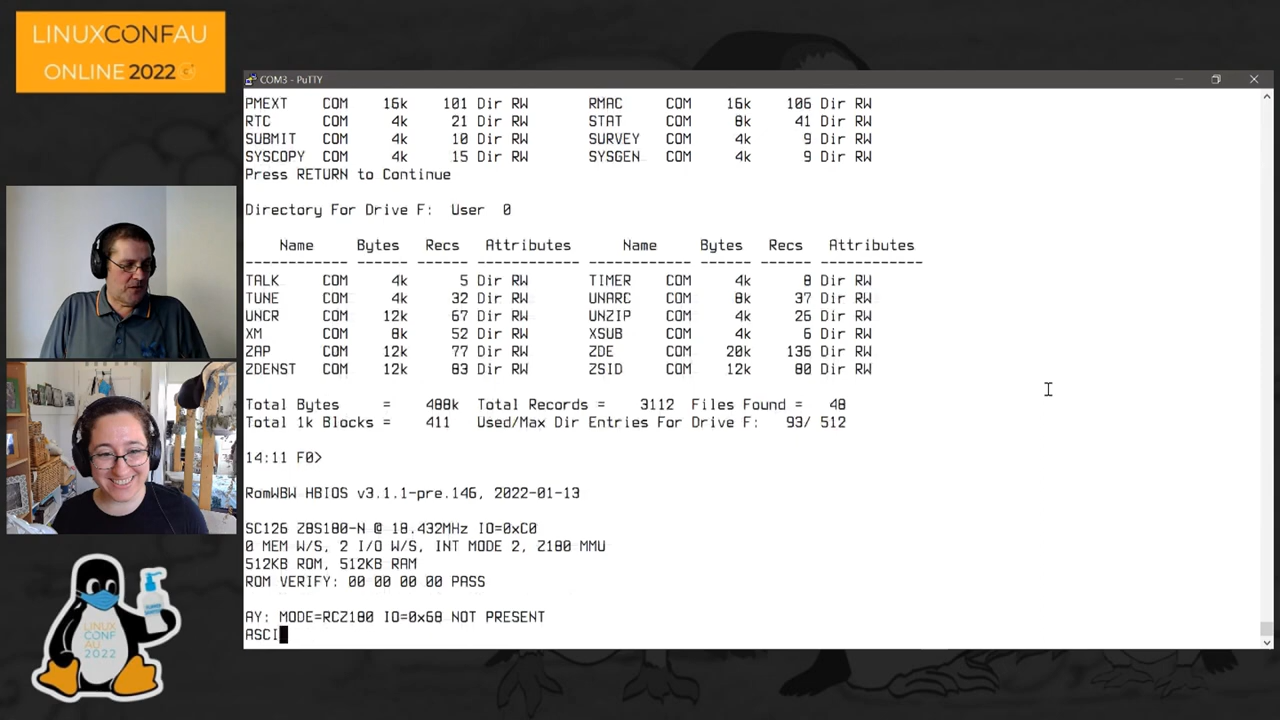 LINUXCONFAU
ONLINE 2022
COM3 - PuTTY
PMEXT COM 16k 101 Dir RW RMAC COM 16k 106 Dir RW
RTC COM 4k 21 Dir RW STAT COM 8k 41 Dir RW
SUBMIT COM 4k 10 Dir RW SURVEY COM 4k 9 Dir RW
SYSCOPY COM 4k 15 Dir RW SYSGEN COM 4k 9 Dir RW
Press RETURN to Continue
Directory For Drive F: User 0
Name Bytes Recs Attributes Name Bytes Recs Attributes
------------ ------ ------ ------------ ------------ ------ ------ ------------
TALK COM 4k 5 Dir RW TIMER COM 4k 8 Dir RW
TUNE COM 4k 32 Dir RW UNARC COM 8k 37 Dir RW
UNCR COM 12k 67 Dir RW UNZIP COM 4k 26 Dir RW
XM COM 8k 52 Dir RW XSUB COM 4k 6 Dir RW
ZAP COM 12k 77 Dir RW ZDE COM 20k 136 Dir RW
ZDENST COM 12k 83 Dir RW ZSID COM 12k 80 Dir RW
Total Bytes = 488k Total Records = 3112 Files Found = 48
Total 1k Blocks = 411 Used/Max Dir Entries For Drive F: 93/ 512
14:11 F0>
RomWBW HBIOS v3.1.1-pre.146, 2022-01-13
SC126 Z8S180-N @ 18.432MHz IO=0xC0
0 MEM W/S, 2 I/O W/S, INT MODE 2, Z180 MMU
512KB ROM, 512KB RAM
ROM VERIFY: 00 00 00 00 PASS
AY: MODE=RCZ180 IO=0x68 NOT PRESENT
ASCI
LINUX
CONF
AU
2022